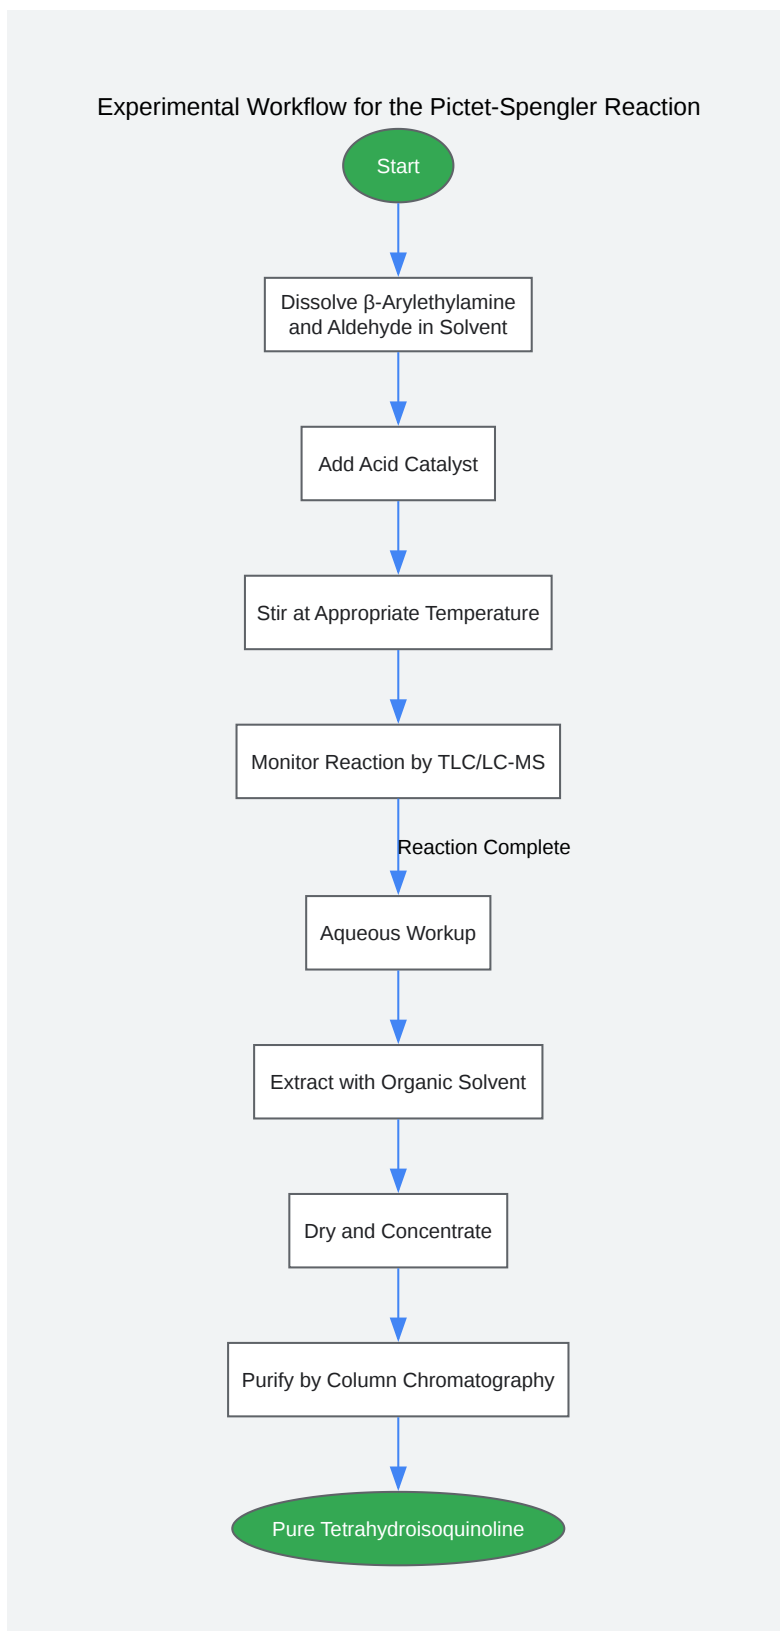 Experimental Workflow for the Pictet-Spengler Reaction
Start
Dissolve β-Arylethylamine
and Aldehyde in Solvent
Add Acid Catalyst
Stir at Appropriate Temperature
Monitor Reaction by TLC/LC-MS
Reaction Complete
Aqueous Workup
Extract with Organic Solvent
Dry and Concentrate
Purify by Column Chromatography
Pure Tetrahydroisoquinoline